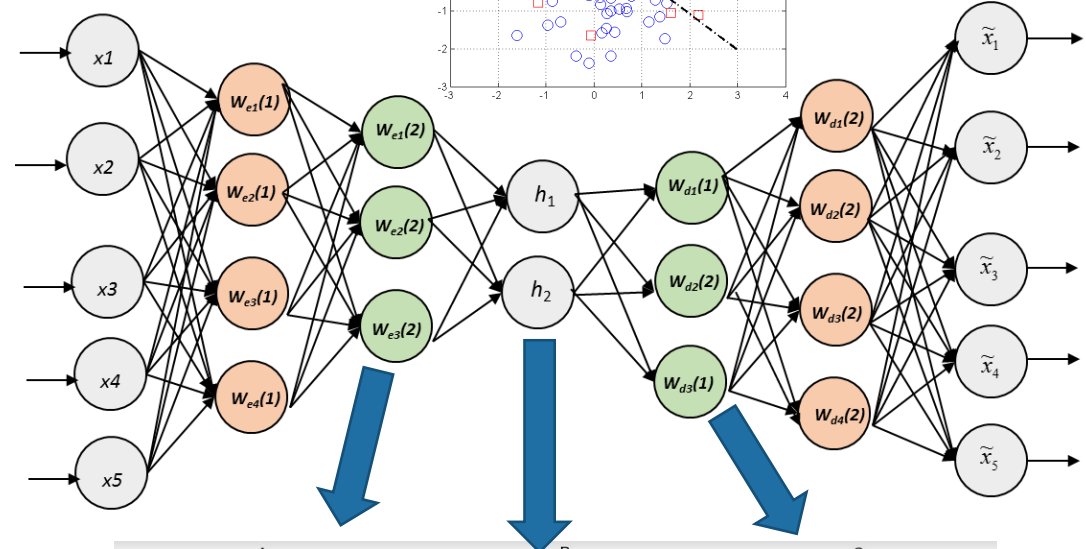 -1
-2
-3
-3 -2 -1 0 1 2 3 4
x1
x2
x3
x4
x5
We1(1)
We2(1)
We3(1)
We4(1)
We1(2)
We2(2)
We3(2)
h1
h2
Wd1(1)
Wd2(2)
Wd3(1)
Wd1(2)
Wd2(2)
Wd3(2)
Wd4(2)
x̃1
x̃2
x̃3
x̃4
x̃5